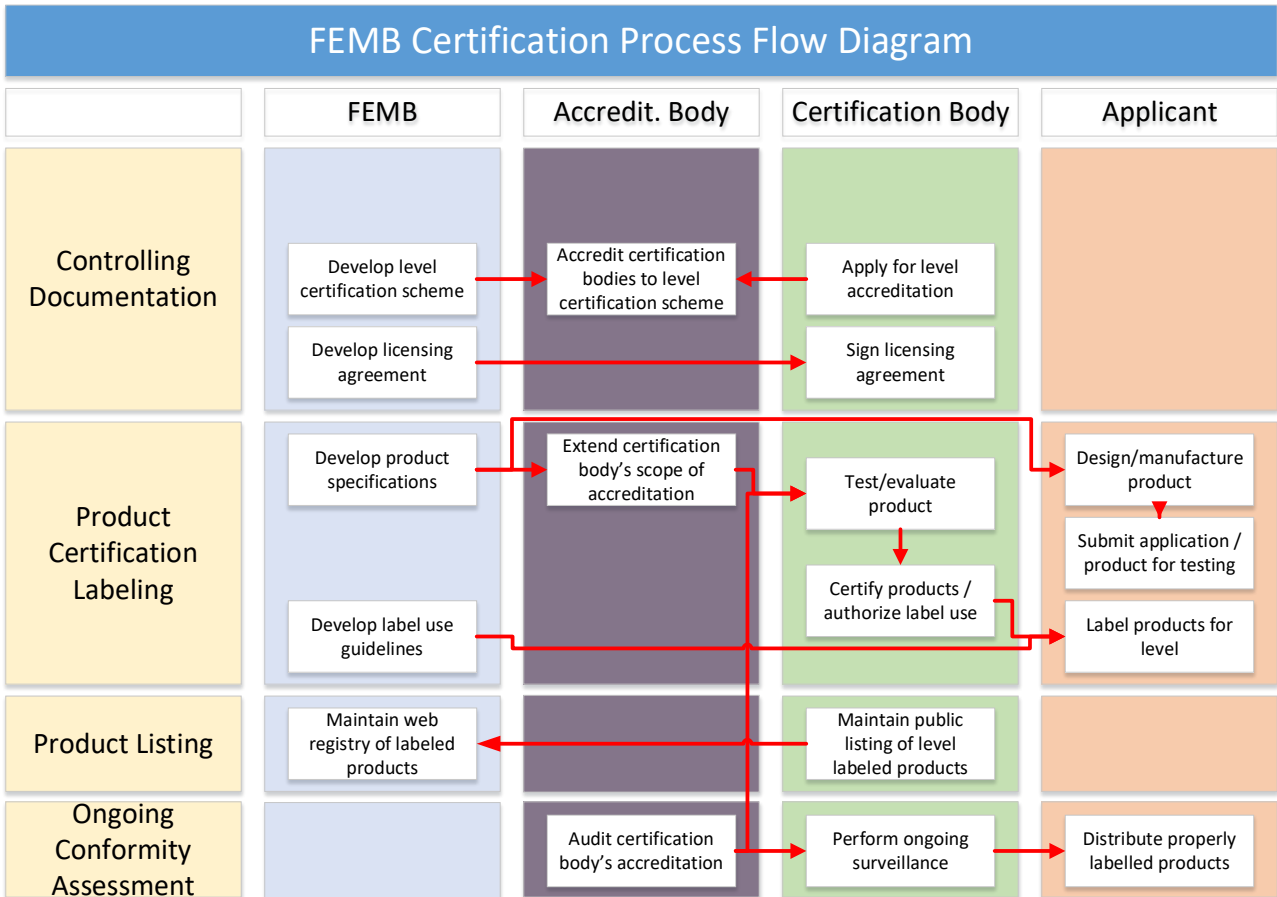 FEMB Certification Process Flow Diagram
FEMB
Accredit. Body
Certification Body
Applicant
Controlling
Documentation
Develop level
certification scheme
Accredit certification
bodies to level
certification scheme
Apply for level
accreditation
Develop licensing
agreement
Sign licensing
agreement
Product
Certification
Labeling
Develop product
specifications
Extend certification
body’s scope of
accreditation
Test/evaluate
product
Design/manufacture
product
Submit application /
product for testing
Certify products /
authorize label use
Develop label use
guidelines
Label products for
level
Product Listing
Maintain web
registry of labeled
products
Maintain public
listing of level
labeled products
Ongoing
Conformity
Assessment
Audit certification
body’s accreditation
Perform ongoing
surveillance
Distribute properly
labelled products